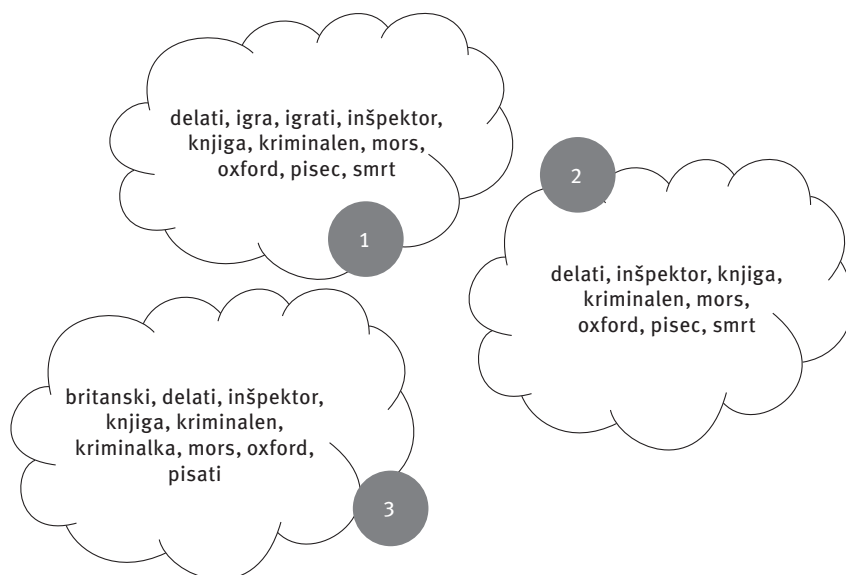 delati, igra, igrati, inšpektor,
knjiga, kriminalen, mors,
oxford, pisec, smrt
1
2
delati, inšpektor, knjiga,
kriminalen, mors,
oxford, pisec, smrt
britanski, delati, inšpektor,
knjiga, kriminalen,
kriminalka, mors, oxford,
pisati
3